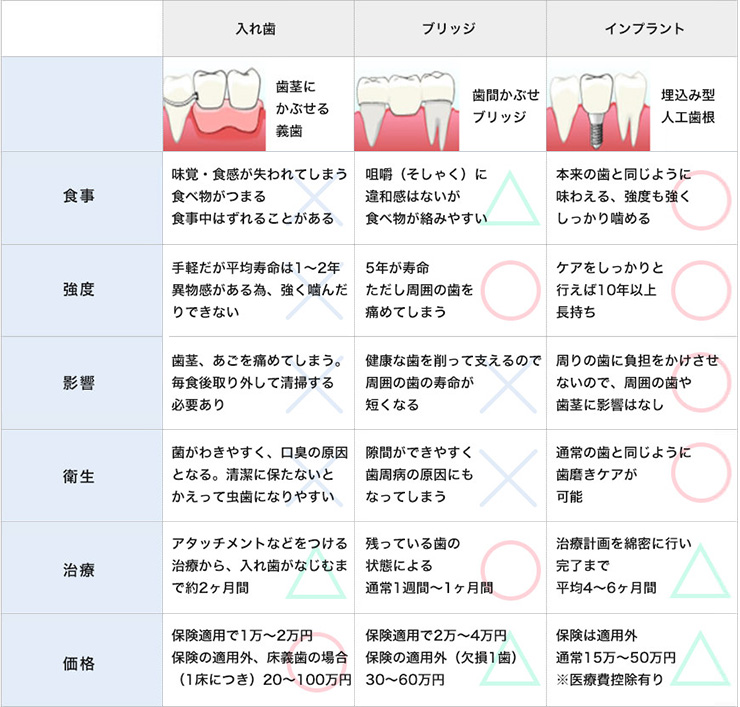 入れ歯
ブリッジ
インプラント
歯茎に
かぶせる
義歯
歯間かぶせ
ブリッジ
埋込み型
人工歯根
食事
味覚・食感が失われてしまう
食べ物がつまる
食事中はずれることがある
咀嚼（そしゃく）に
違和感はないが
食べ物が絡みやすい
本来の歯と同じように
味わえる、強度も強く
しっかり噛める
強度
手軽だが平均寿命は1〜2年
異物感がある為、強く噛んだ
りできない
5年が寿命
ただし周囲の歯を
痛めてしまう
ケアをしっかりと
行えば10年以上
長持ち
影響
歯茎、あごを痛めてしまう。
毎食後取り外して清掃する
必要あり
健康な歯を削って支えるので
周囲の歯の寿命が
短くなる
周りの歯に負担をかけさせ
ないので、周囲の歯や
歯茎に影響はなし
衛生
菌がわきやすく、口臭の原因
となる。清潔に保たないと
かえって虫歯になりやすい
隙間ができやすく
歯周病の原因にも
なってしまう
通常の歯と同じように
歯磨きケアが
可能
治療
アタッチメントなどをつける
治療から、入れ歯がなじむま
で約2ヶ月間
残っている歯の
状態による
通常1週間〜1ヶ月間
治療計画を綿密に行い
完了まで
平均4〜6ヶ月間
価格
保険適用で1万〜2万円
保険の適用外、床義歯の場合
（1床につき）20〜100万円
保険適用で2万〜4万円
保険の適用外（欠損1歯）
30〜60万円
保険は適用外
通常15万〜50万円
※医療費控除有り